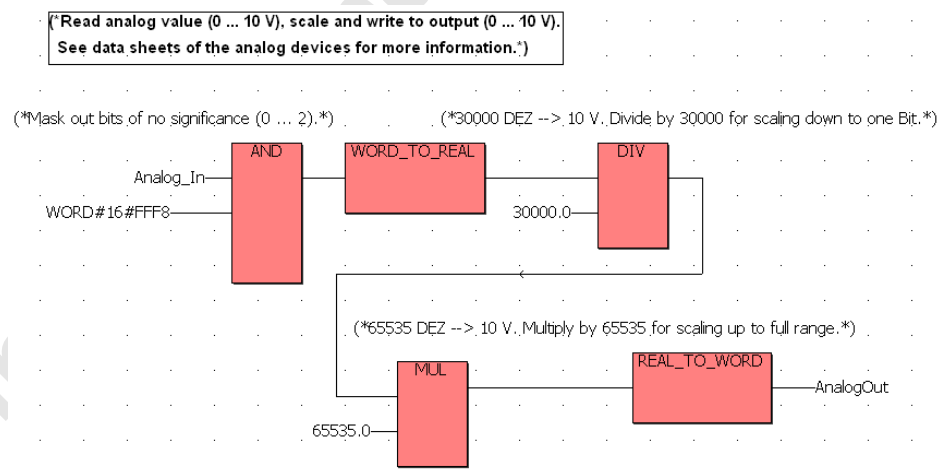 (*Read analog value (0 ... 10 V), scale and write to output (0 ... 10 V).
See data sheets of the analog devices for more information.*)
(*Mask out bits of no significance (0 ... 2).*)
(*30000 DEZ --> 10 V. Divide by 30000 for scaling down to one Bit.*)
AND
WORD_TO_REAL
DIV
Analog_In
WORD#16#FFF8
30000.0
(*65535 DEZ --> 10 V. Multiply by 65535 for scaling up to full range.*)
MUL
REAL_TO_WORD
AnalogOut
65535.0